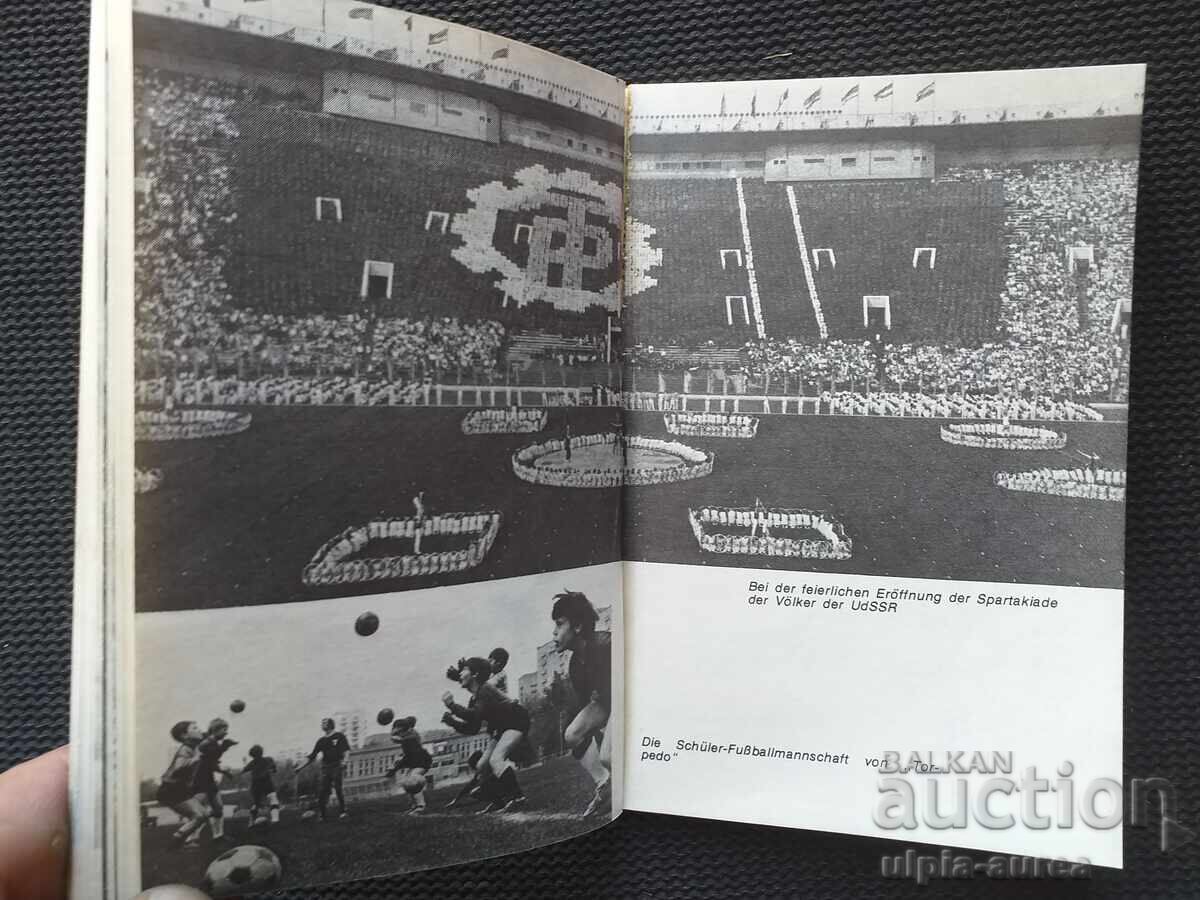 ТР
Bei der feierlichen Eröffnung der Spartakiade
der Völker der UdSSR
Die Schüler-Fußballmannschaft von „Tor-
pedo“
BALKAN
auction
ulpia-aurea